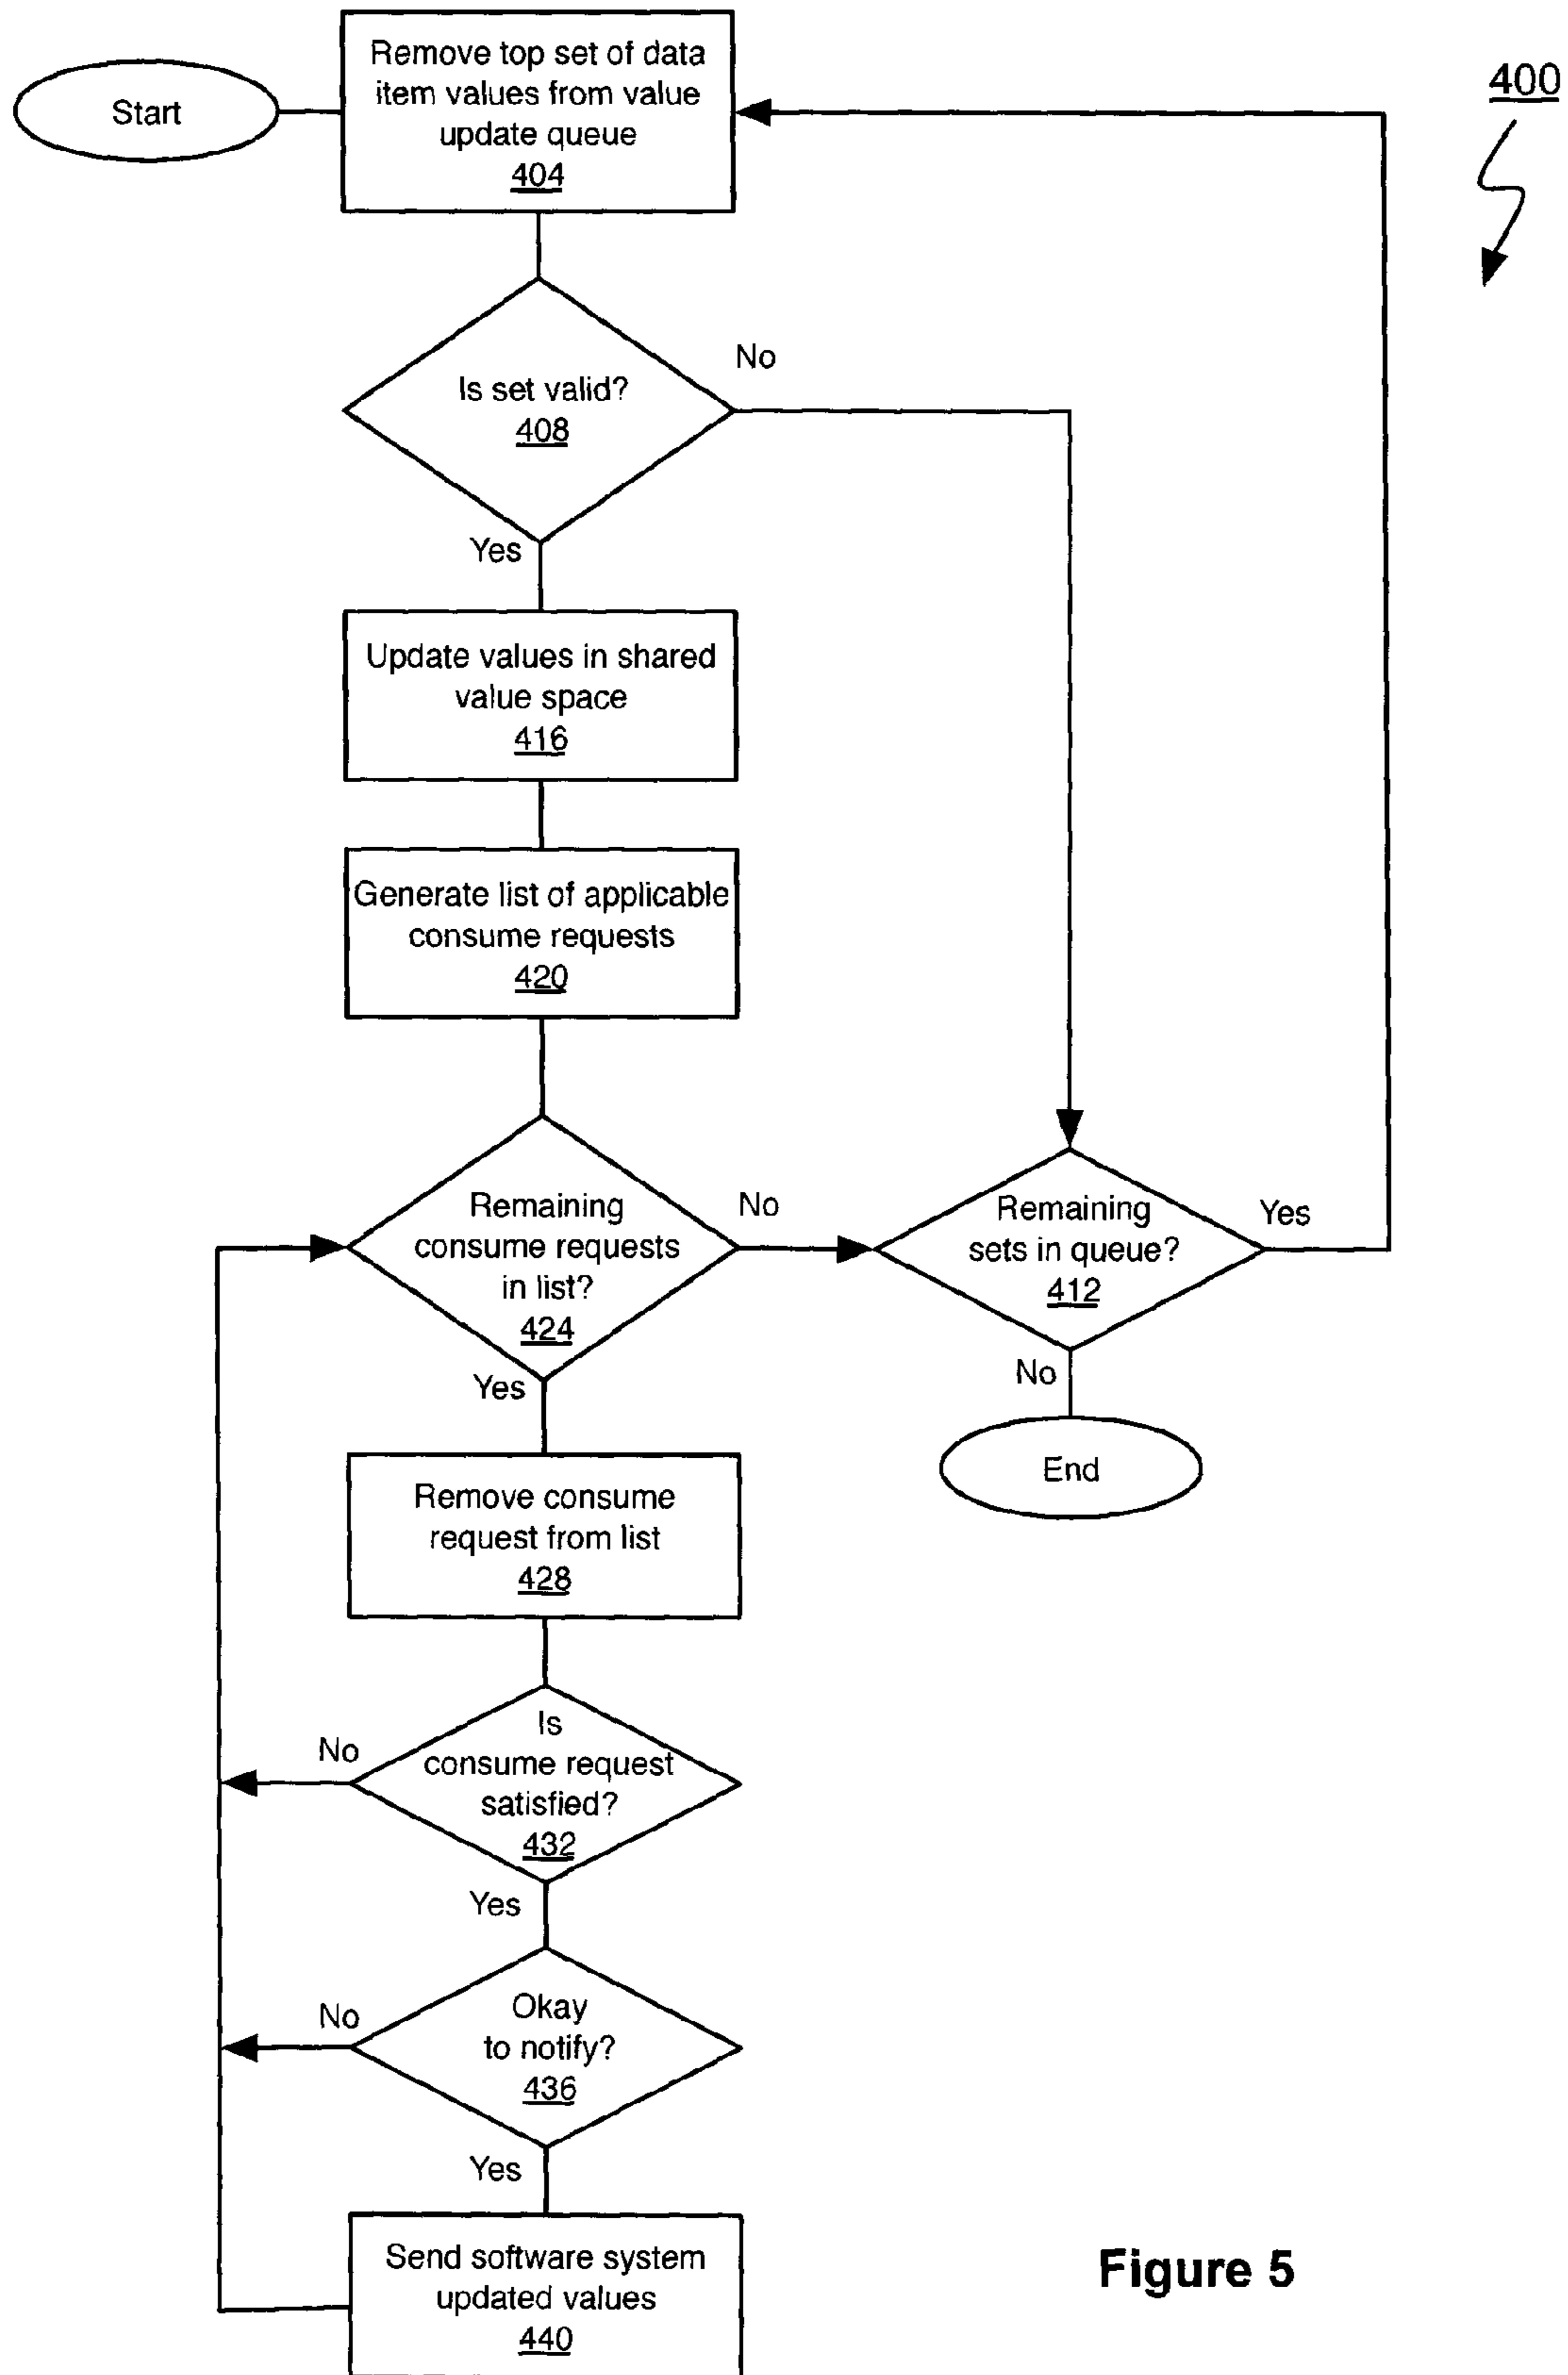 400
Start
Remove top set of data
item values from value
update queue
404
Is set valid?
408
No
Yes
Update values in shared
value space
416
Generate list of applicable
consume requests
420
Remaining
consume requests
in list?
424
No
Yes
Remaining
sets in queue?
412
Yes
No
End
Remove consume
request from list
428
Is
consume request
satisfied?
432
No
Yes
Okay
to notify?
436
No
Yes
Send software system
updated values
440
Figure 5